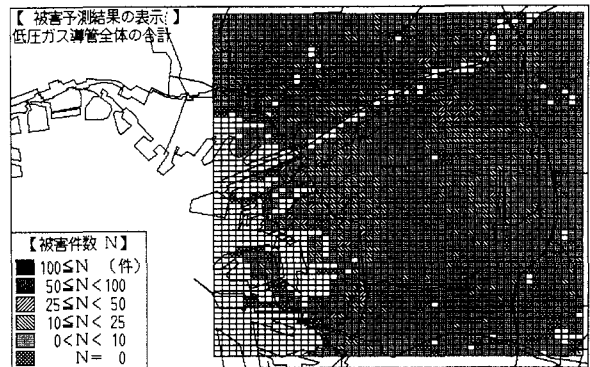 【 被害予測結果の表示 】
低圧ガス導管全体の合計
【被害件数 N】
100≦N (件)
50≦N<100
25≦N< 50
10≦N< 25
0<N< 10
N= 0